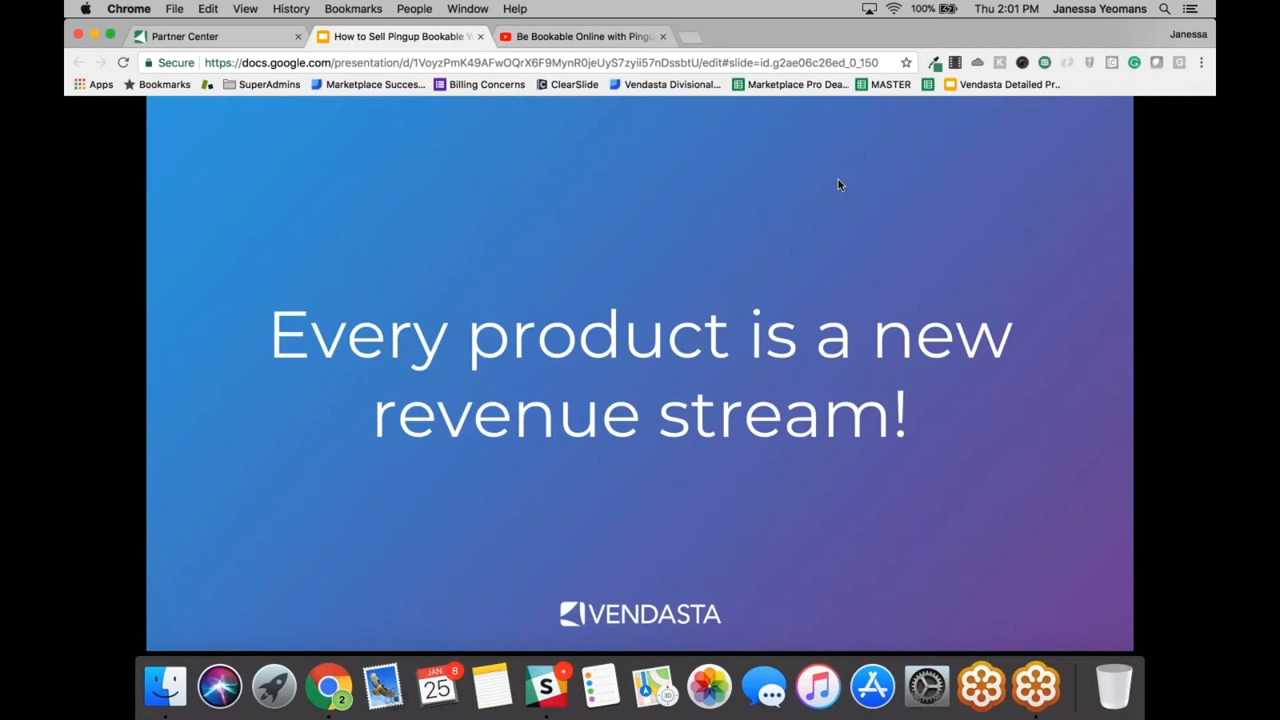 Chrome File Edit View History Bookmarks People Window Help 100% Thu 2:01 PM Janessa Yeomans
Partner Center How to Sell Pingup Bookable W Be Bookable Online with Pingu Janessa
Secure https://docs.google.com/presentation/d/1VoyzPmK49AFwOQrX6F9MynR0jeUyS7zyii57nDssbtU/edit#slide=id.g2ae06c26ed_0_150
Apps Bookmarks SuperAdmins Marketplace Succes... Billing Concerns ClearSlide Vendasta Divisional... Marketplace Pro Dea... MASTER Vendasta Detailed Pr...
Every product is a new
revenue stream!
VENDASTA
JAN 8
25
2
S
3D